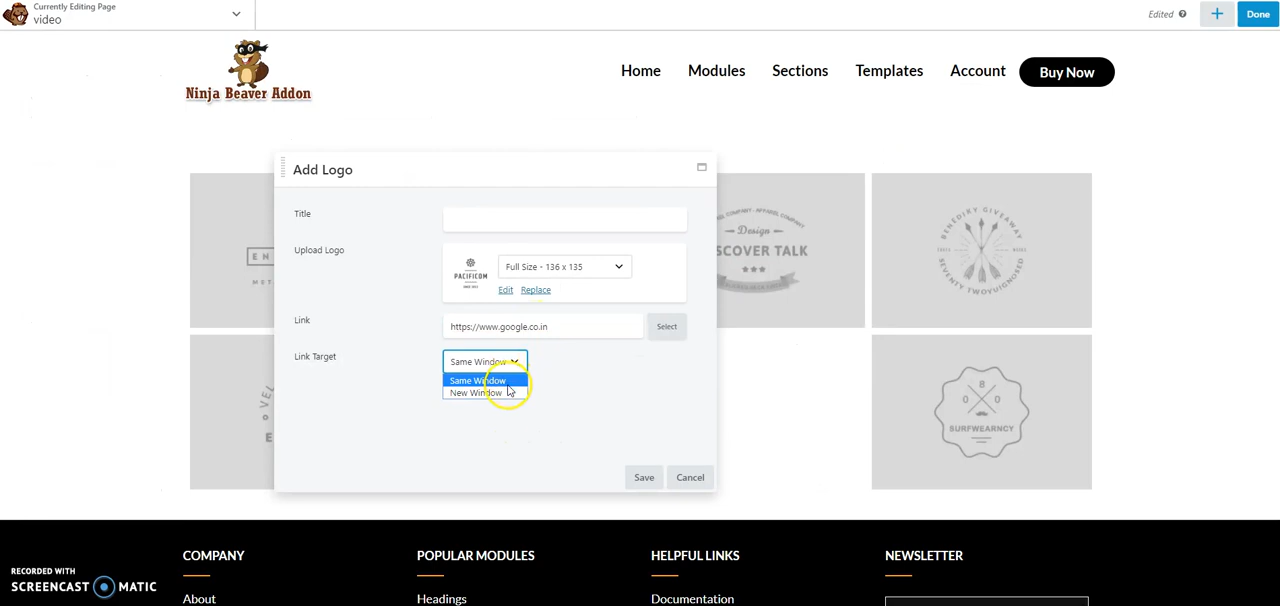 Currently Editing Page
video
Edited
Done
Ninja Beaver Addon
Home Modules Sections Templates Account Buy Now
Add Logo
Title
Upload Logo
PACIFICOM
Full Size - 136 x 135
Edit Replace
Link
https://www.google.co.in
Select
Link Target
Same Window
Same Window
New Window
Save Cancel
Design
SCOVER TALK
BENEDIKY GIVEAWAY
B
O O
SURFWEARNCY
COMPANY
POPULAR MODULES
HELPFUL LINKS
NEWSLETTER
About
Headings
Documentation
RECORDED WITH
SCREENCAST MATIC